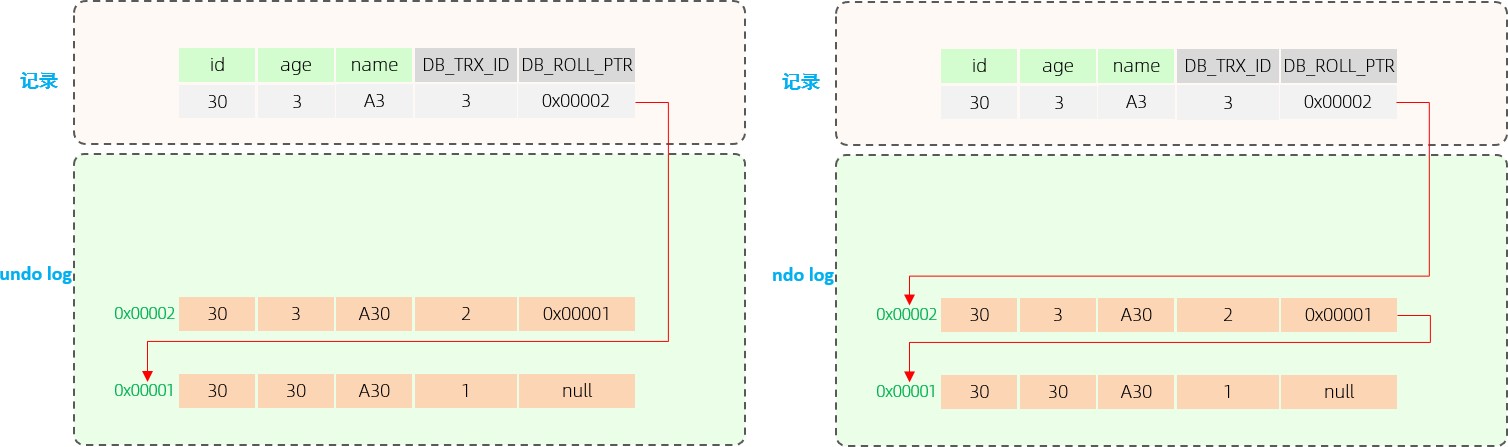 id age name DB_TRX_ID DB_ROLL_PTR
记录
30 3 A3 3 0x00002
undo log
0x00002 30 3 A30 2 0x00001
0x00001 30 30 A30 1 null
id age name DB_TRX_ID DB_ROLL_PTR
记录
30 3 A3 3 0x00002
ndo log
0x00002 30 3 A30 2 0x00001
0x00001 30 30 A30 1 null